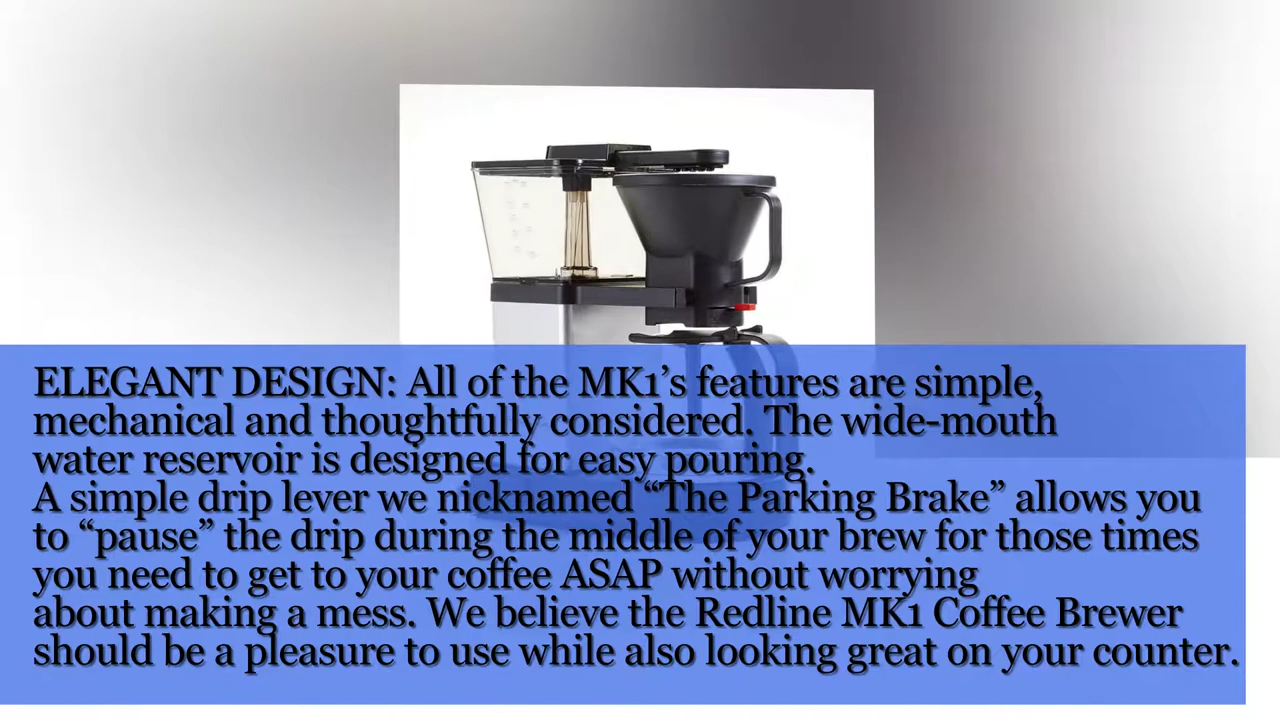 ELEGANT DESIGN: All of the MK1’s features are simple,
mechanical and thoughtfully considered. The wide-mouth
water reservoir is designed for easy pouring.
A simple drip lever we nicknamed “The Parking Brake” allows you
to “pause” the drip during the middle of your brew for those times
you need to get to your coffee ASAP without worrying
about making a mess. We believe the Redline MK1 Coffee Brewer
should be a pleasure to use while also looking great on your counter.